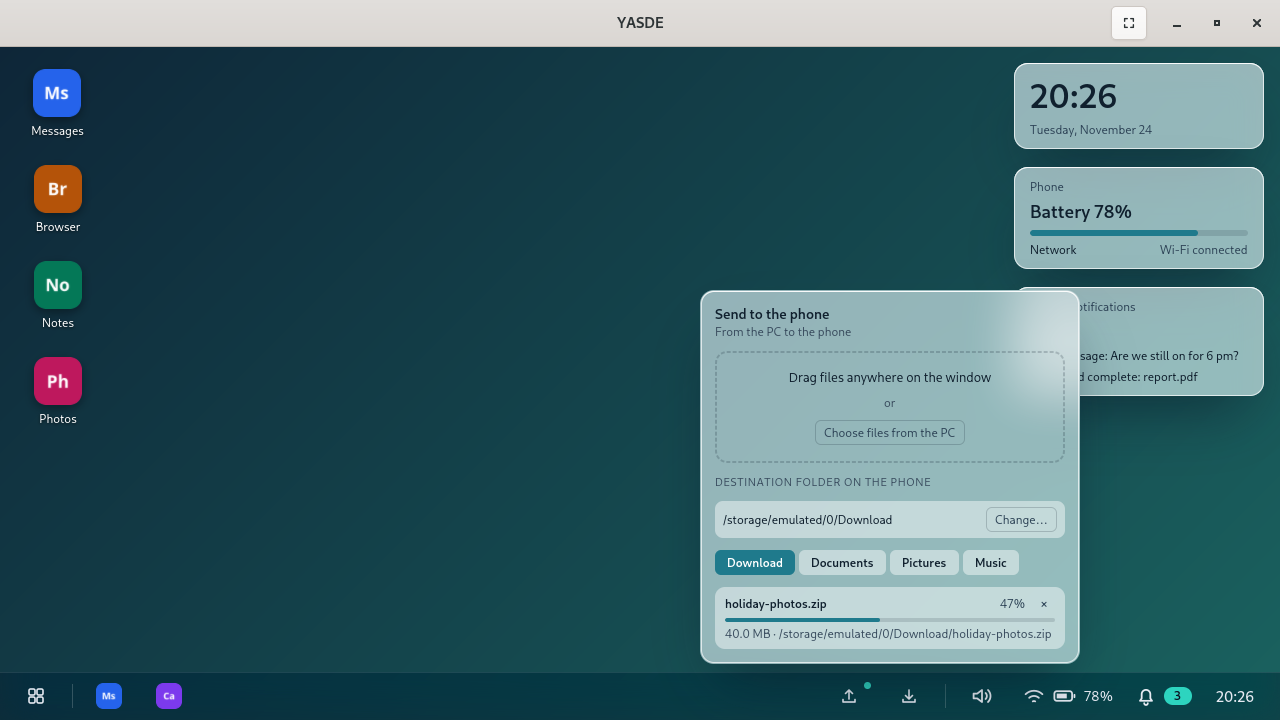 YASDE
Ms
Messages
Br
Browser
No
Notes
Ph
Photos
20:26
Tuesday, November 24
Phone
Battery 78%
Network Wi-Fi connected
Send to the phone
From the PC to the phone
Drag files anywhere on the window
or
Choose files from the PC
DESTINATION FOLDER ON THE PHONE
/storage/emulated/0/Download Change…
Download Documents Pictures Music
holiday-photos.zip 47% ×
40.0 MB · /storage/emulated/0/Download/holiday-photos.zip
Are we still on for 6 pm?
complete: report.pdf
Ms Ca 78% 3 20:26